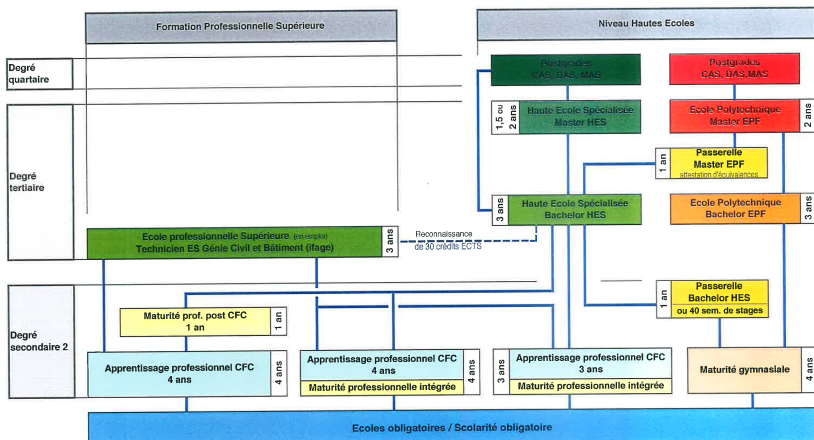 Formation Professionnelle Supérieure
Niveau Hautes Ecoles
Degré
quartaire
Postgrades
CAS, DAS, MAS
Postgrades
CAS, DAS,MAS
Degré
tertiaire
1,5 ou
2 ans
Haute Ecole Spécialisée
Master HES
Ecole Polytechnique
Master EPF
2 ans
1 an
Passerelle
Master EPF
attestation d'équivalences
3 ans
Haute Ecole Spécialisée
Bachelor HES
Ecole Polytechnique
Bachelor EPF
3 ans
Ecole professionnelle Supérieure (en emploi)
Technicien ES Génie Civil et Bâtiment (ifage)
3 ans
Reconnaissance
de 30 crédits ECTS
Degré
secondaire 2
1 an
Passerelle
Bachelor HES
ou 40 sem. de stages
Maturité prof. post CFC
1 an
1 an
Apprentissage professionnel CFC
4 ans
4 ans
Apprentissage professionnel CFC
4 ans
Maturité professionnelle intégrée
4 ans
3 ans
Apprentissage professionnel CFC
3 ans
Maturité professionnelle intégrée
Maturité gymnasiale
4 ans
Ecoles obligatoires / Scolarité obligatoire